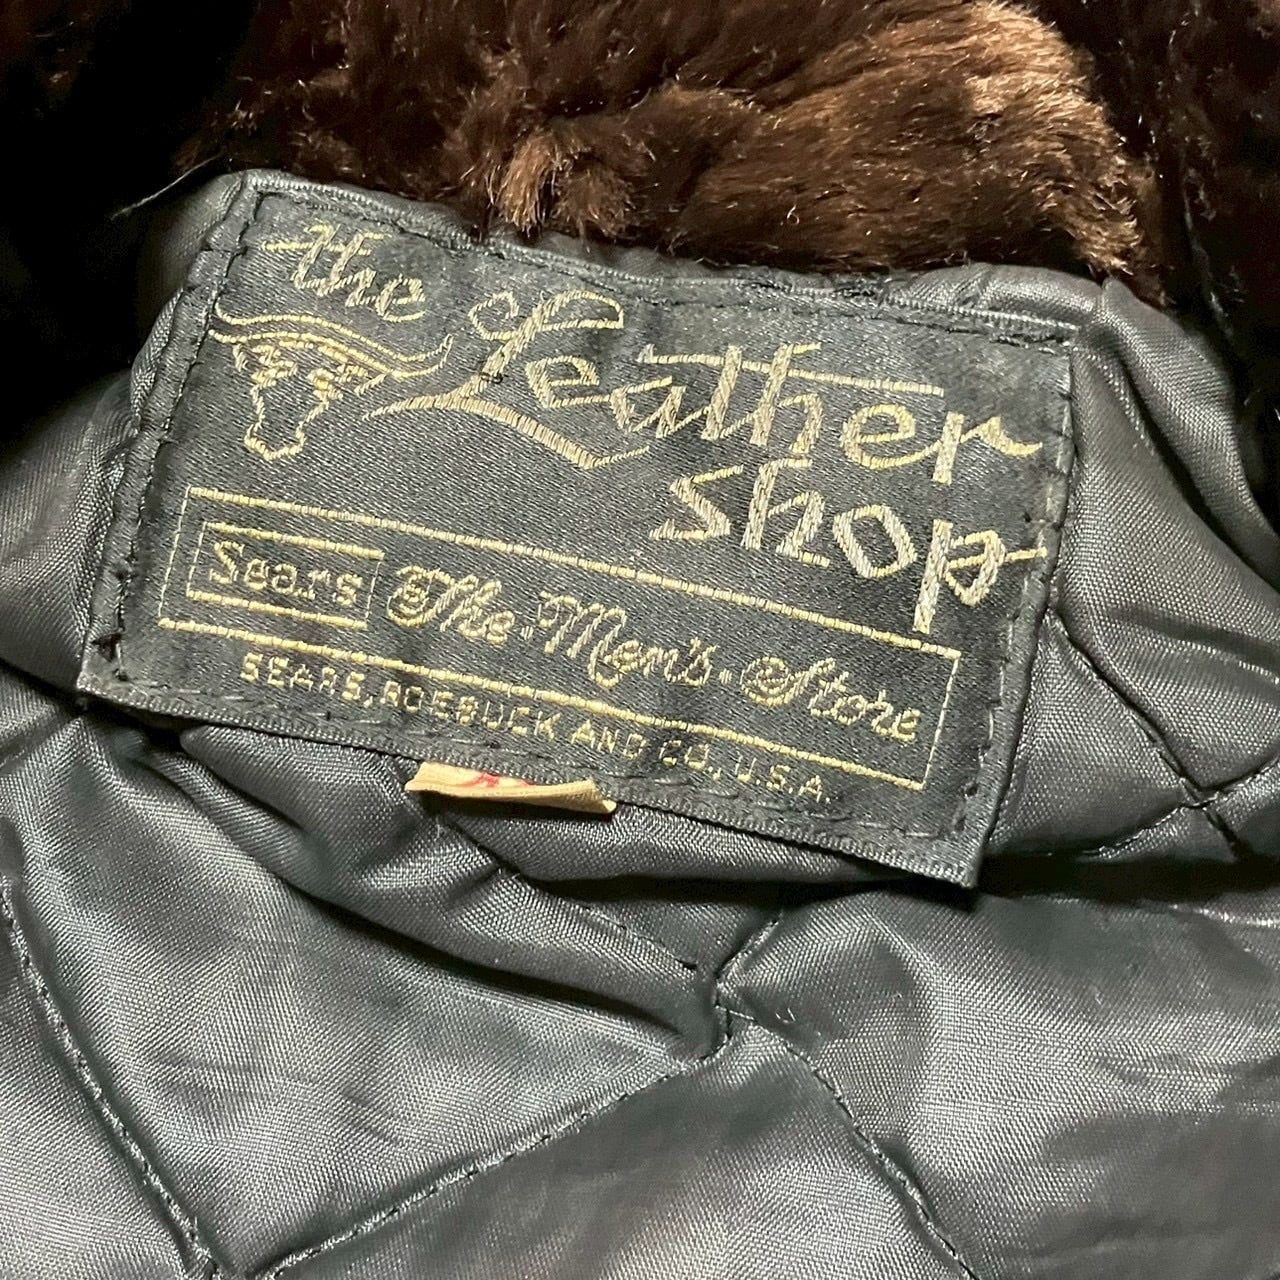 the Leather
shop
Sears The Men's Store
SEARS, ROEBUCK AND CO., U.S.A.